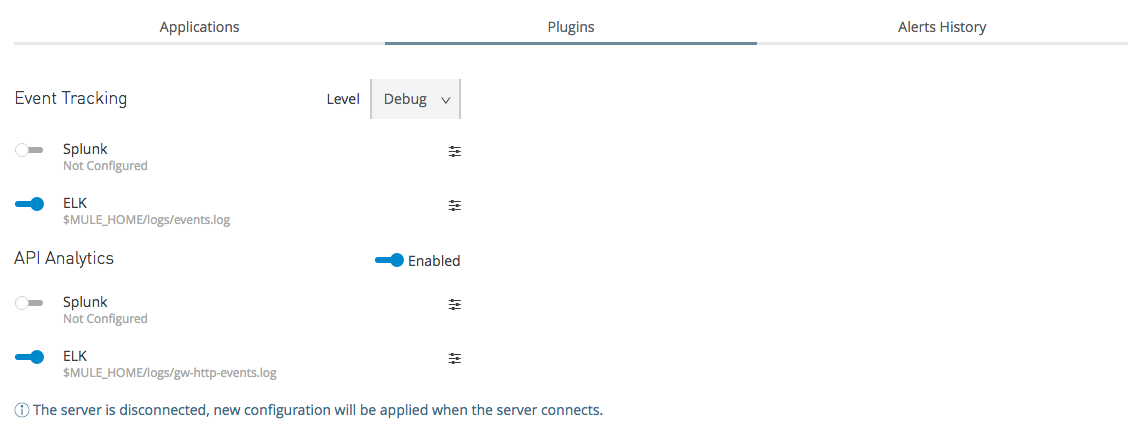 Applications Plugins Alerts History
Event Tracking Level Debug
Splunk
Not Configured
ELK
$MULE_HOME/logs/events.log
API Analytics Enabled
Splunk
Not Configured
ELK
$MULE_HOME/logs/gw-http-events.log
The server is disconnected, new configuration will be applied when the server connects.